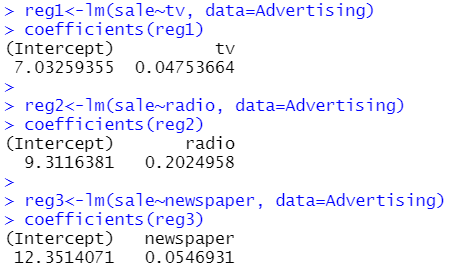 > reg1<-lm(sale~tv, data=Advertising)
> coefficients(reg1)
(Intercept)          tv
 7.03259355  0.04753664
>
> reg2<-lm(sale~radio, data=Advertising)
> coefficients(reg2)
(Intercept)       radio
  9.3116381   0.2024958
>
> reg3<-lm(sale~newspaper, data=Advertising)
> coefficients(reg3)
(Intercept)   newspaper
 12.3514071   0.0546931